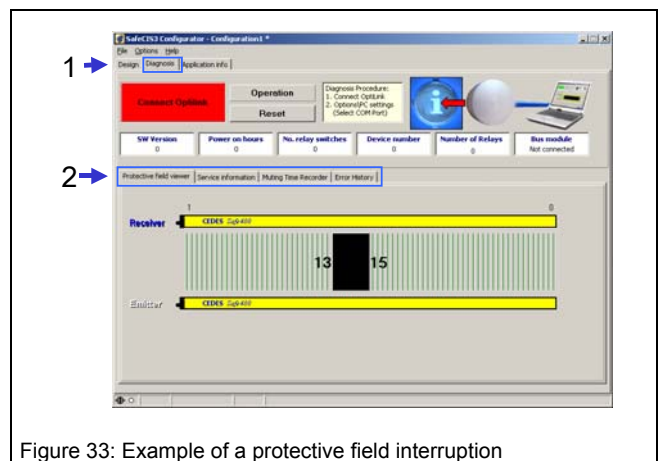 SafeCIS3 Configurator - Configuration1 *
File Options Help
1
Design Diagnosis Application info
Connect Optilink
Operation
Reset
Diagnosis Procedure:
1. Connect OptiLink
2. Options\PC settings
(Select COM Port)
SW Version Power on hours No. relay switches Device number Number of Relays Bus module
0 0 0 0 0 Not connected
2
Protective field viewer Service information Muting Time Recorder Error History
1 0
Receiver CEDES Safe400
13 15
Emitter CEDES Safe400
Figure 33: Example of a protective field interruption